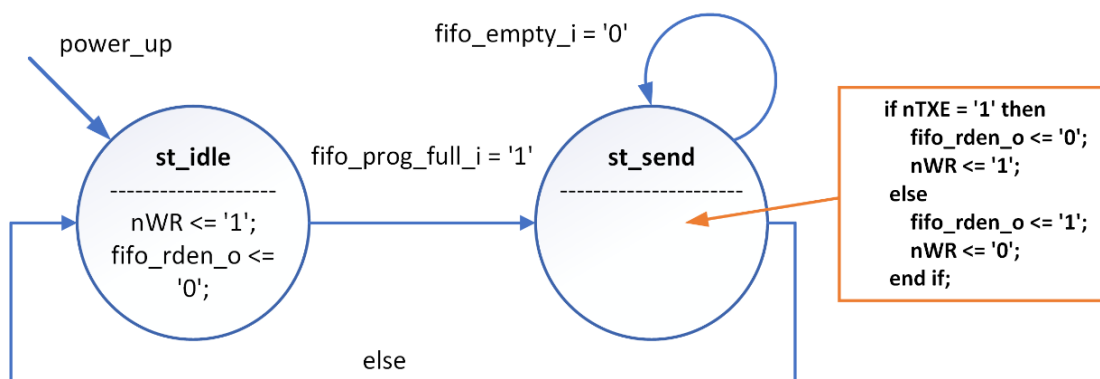 power_up
fifo_empty_i = '0'
st_idle
---------------------
nWR <= '1';
fifo_rden_o <=
'0';
fifo_prog_full_i = '1'
st_send
-----------------------
if nTXE = '1' then
fifo_rden_o <= '0';
nWR <= '1';
else
fifo_rden_o <= '1';
nWR <= '0';
end if;
else